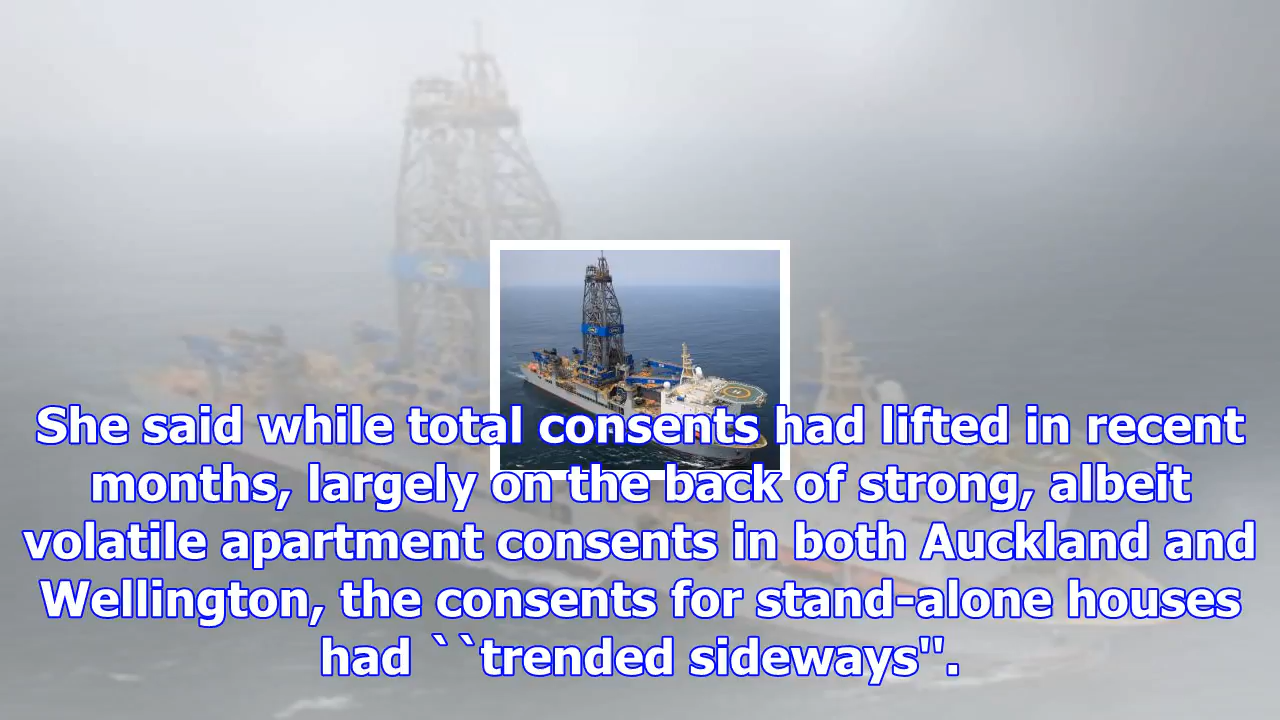 She said while total consents had lifted in recent
months, largely on the back of strong, albeit
volatile apartment consents in both Auckland and
Wellington, the consents for stand-alone houses
had ``trended sideways".